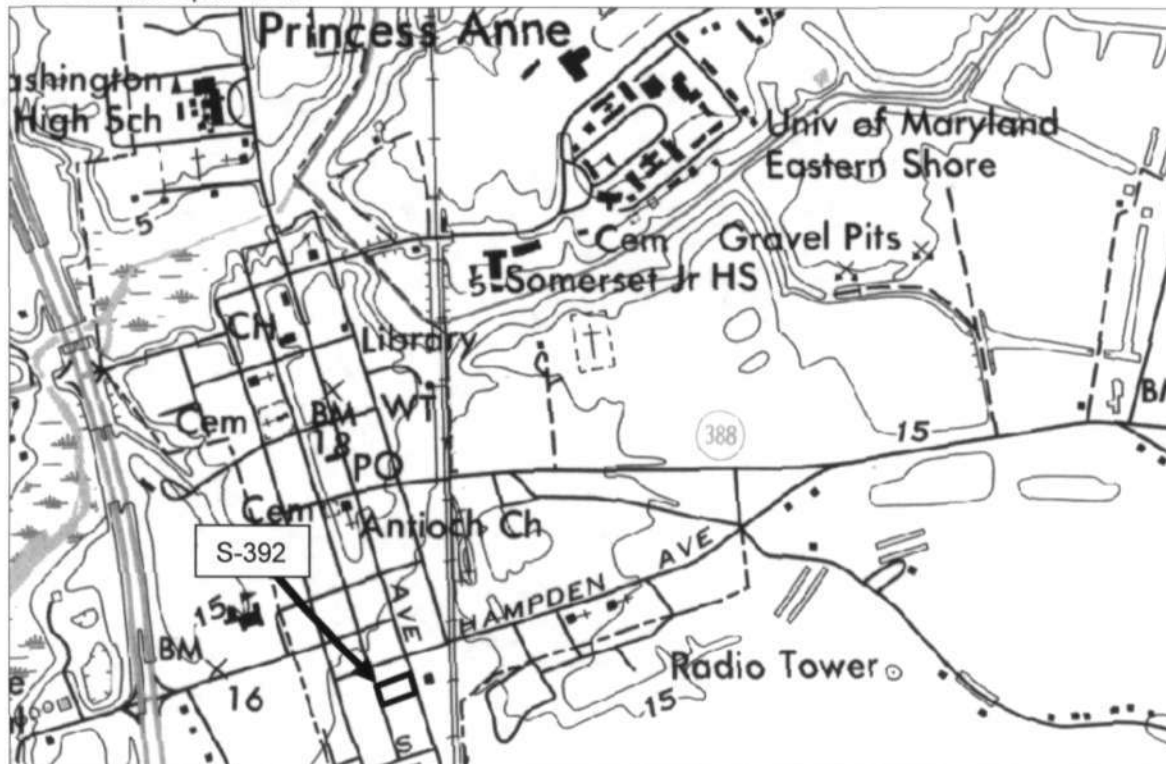 Princess Anne
Washington
High Sch
Univ of Maryland
Eastern Shore
5
Cem
Gravel Pits
5
Somerset Jr HS
CH
Library
Cem
BM
WT
18
PO
388
15
Cem
Antioch Ch
S-392
AVE
HAMPDEN AVE
15
BM
16
Radio Tower
15
S